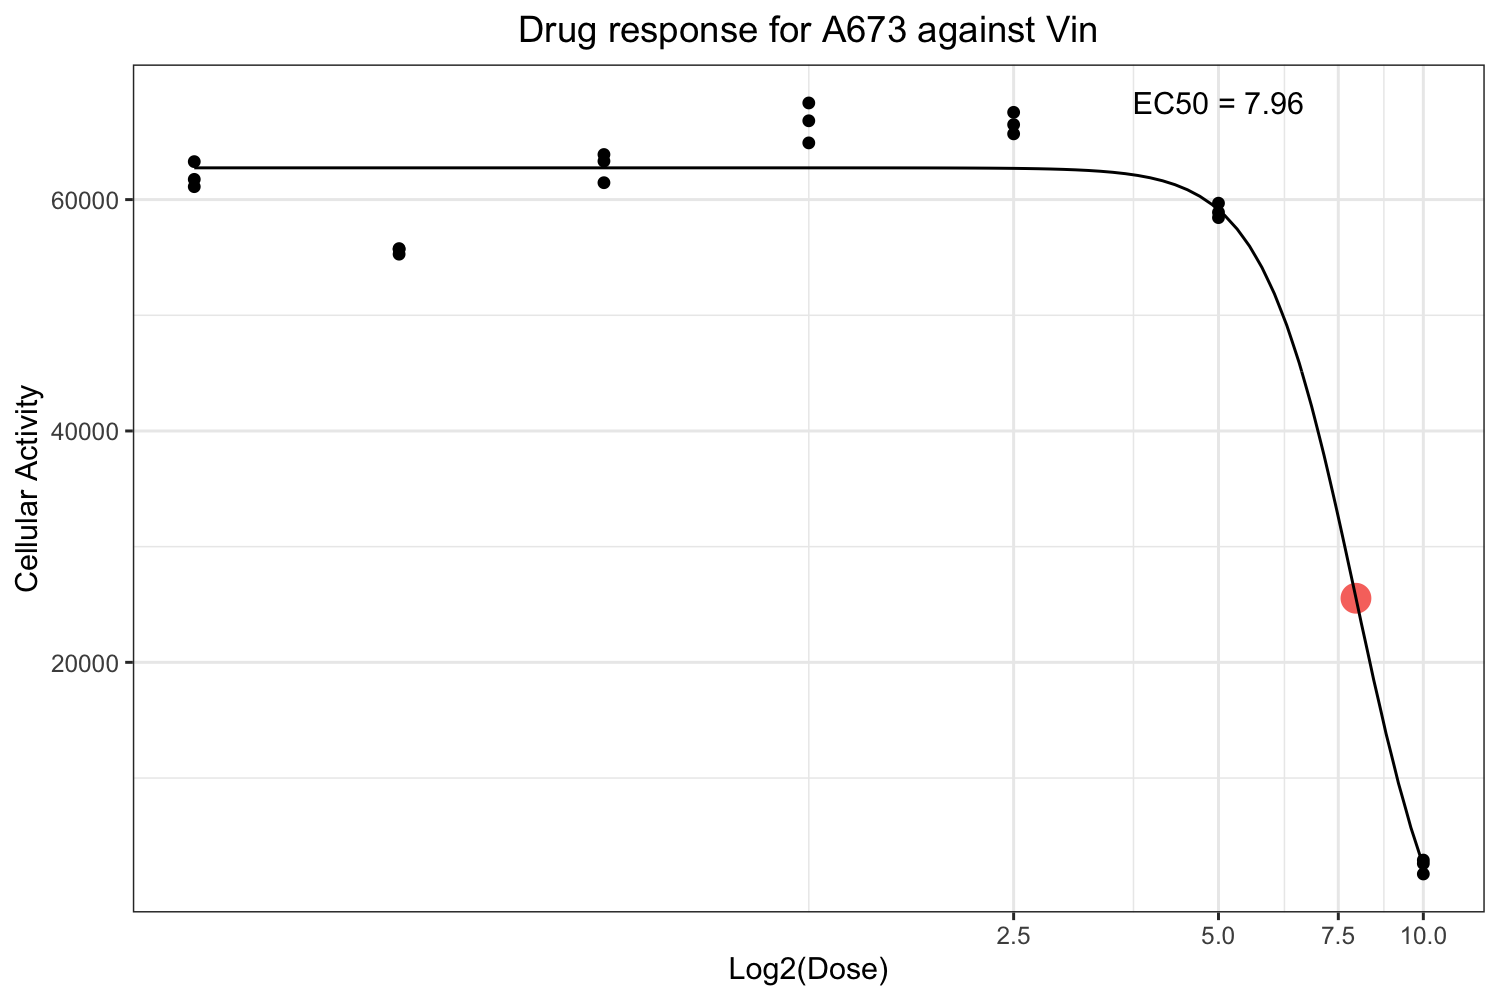 Drug response for A673 against Vin
EC50 = 7.96
60000
40000
20000
Cellular Activity
2.5 5.0 7.5 10.0
Log2(Dose)